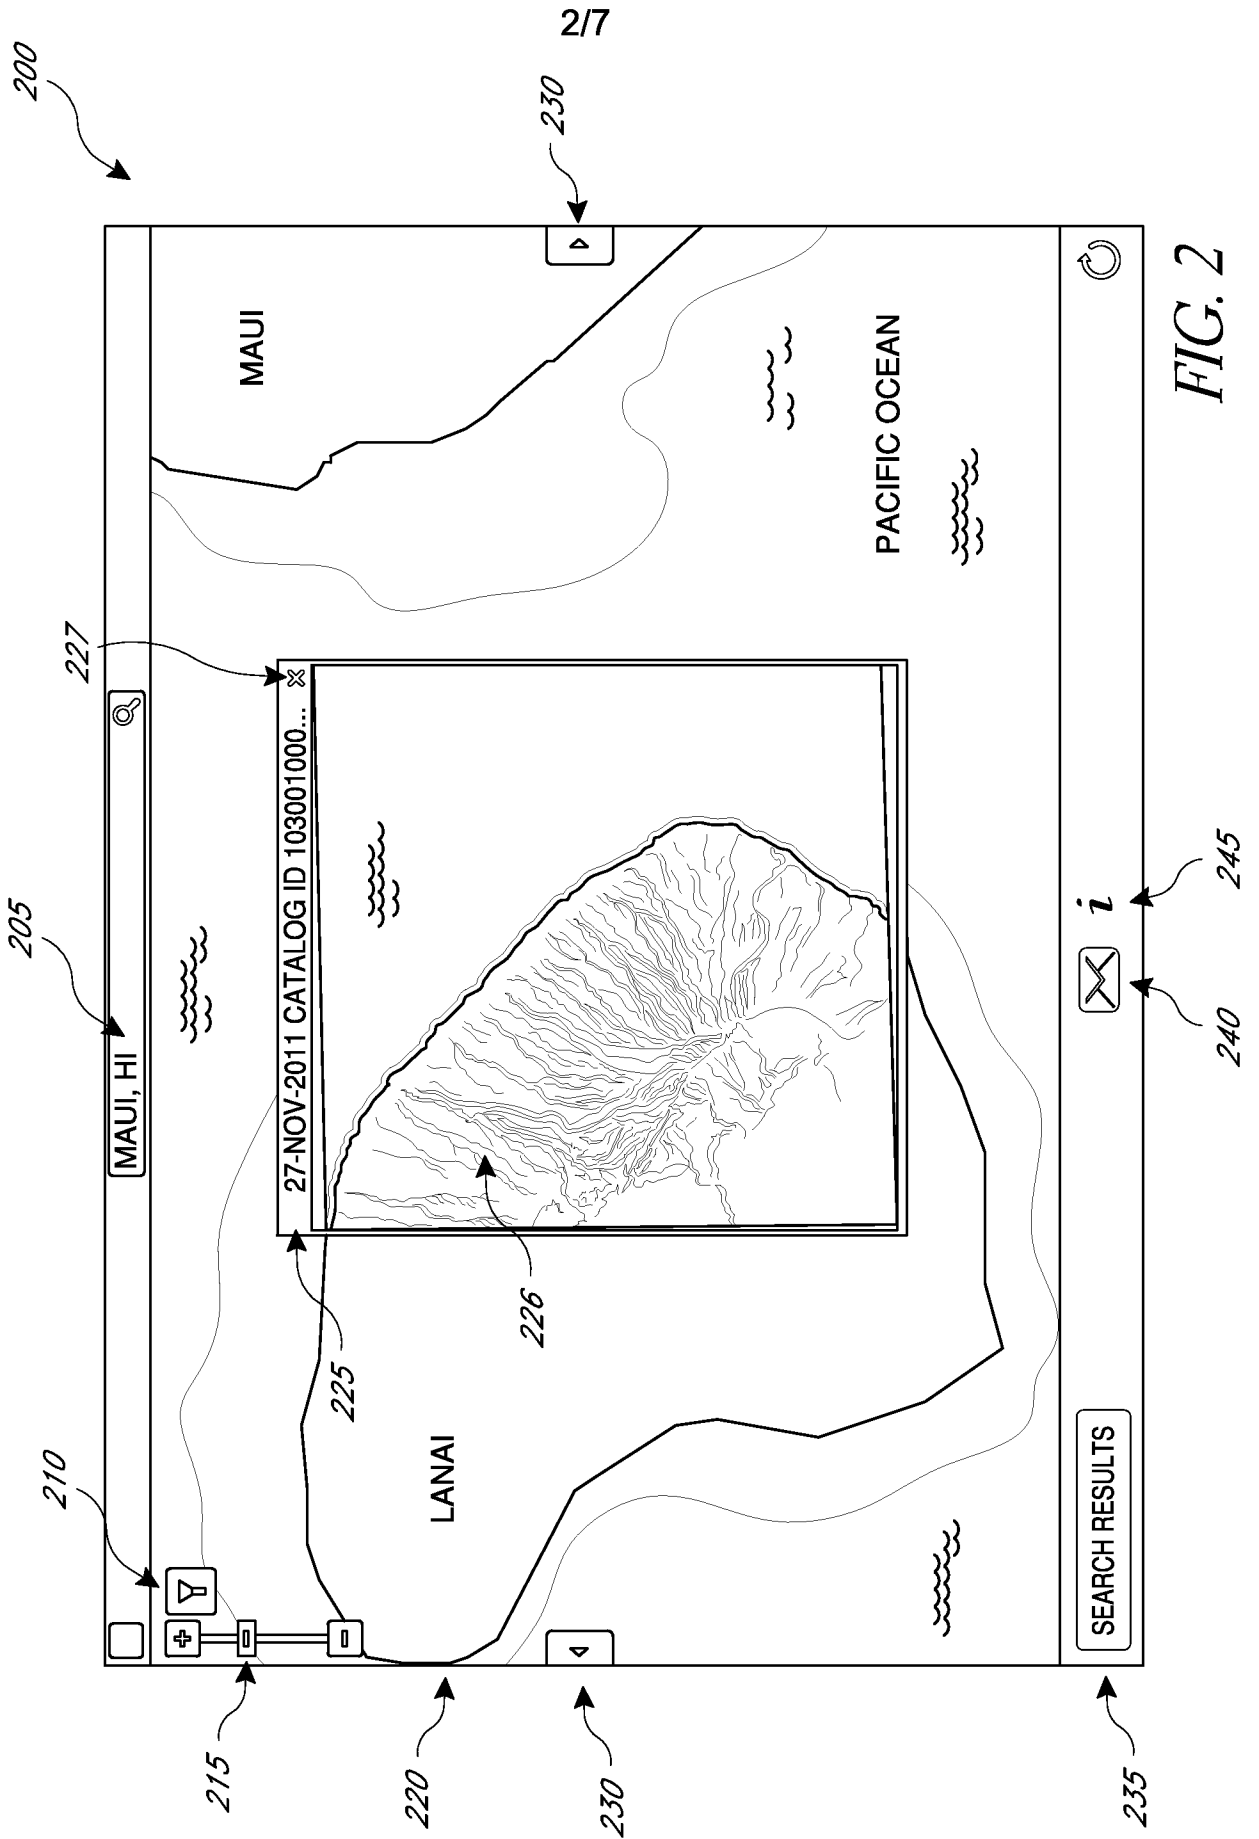 2/7
200
205
MAUI, HI
227
210
215
220
225
27-NOV-2011 CATALOG ID 103001000...
226
MAUI
LANAI
230
230
PACIFIC OCEAN
235
SEARCH RESULTS
i
240
245
FIG. 2